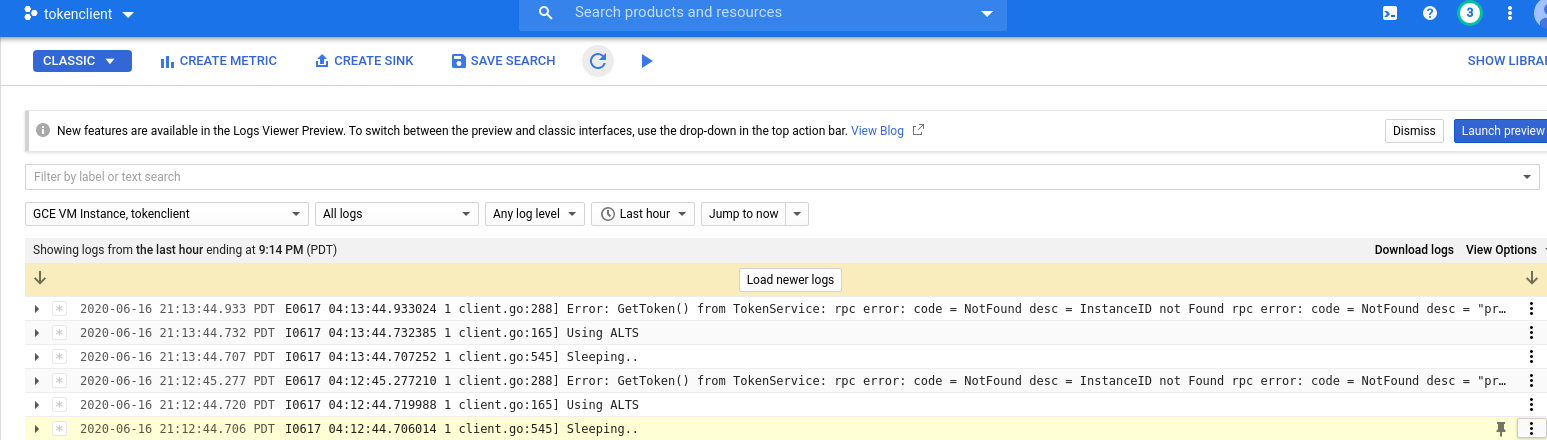 tokenclient Search products and resources 3
CLASSIC CREATE METRIC CREATE SINK SAVE SEARCH SHOW LIBRAR
New features are available in the Logs Viewer Preview. To switch between the preview and classic interfaces, use the drop-down in the top action bar. View Blog Dismiss Launch preview
Filter by label or text search
GCE VM Instance, tokenclient All logs Any log level Last hour Jump to now
Showing logs from the last hour ending at 9:14 PM (PDT) Download logs View Options
Load newer logs
2020-06-16 21:13:44.933 PDT E0617 04:13:44.933024 1 client.go:288] Error: GetToken() from TokenService: rpc error: code = NotFound desc = InstanceID not Found rpc error: code = NotFound desc = "pr…
2020-06-16 21:13:44.732 PDT I0617 04:13:44.732385 1 client.go:165] Using ALTS
2020-06-16 21:13:44.707 PDT I0617 04:13:44.707252 1 client.go:545] Sleeping..
2020-06-16 21:12:45.277 PDT E0617 04:12:45.277210 1 client.go:288] Error: GetToken() from TokenService: rpc error: code = NotFound desc = InstanceID not Found rpc error: code = NotFound desc = "pr…
2020-06-16 21:12:44.720 PDT I0617 04:12:44.719988 1 client.go:165] Using ALTS
2020-06-16 21:12:44.706 PDT I0617 04:12:44.706014 1 client.go:545] Sleeping..